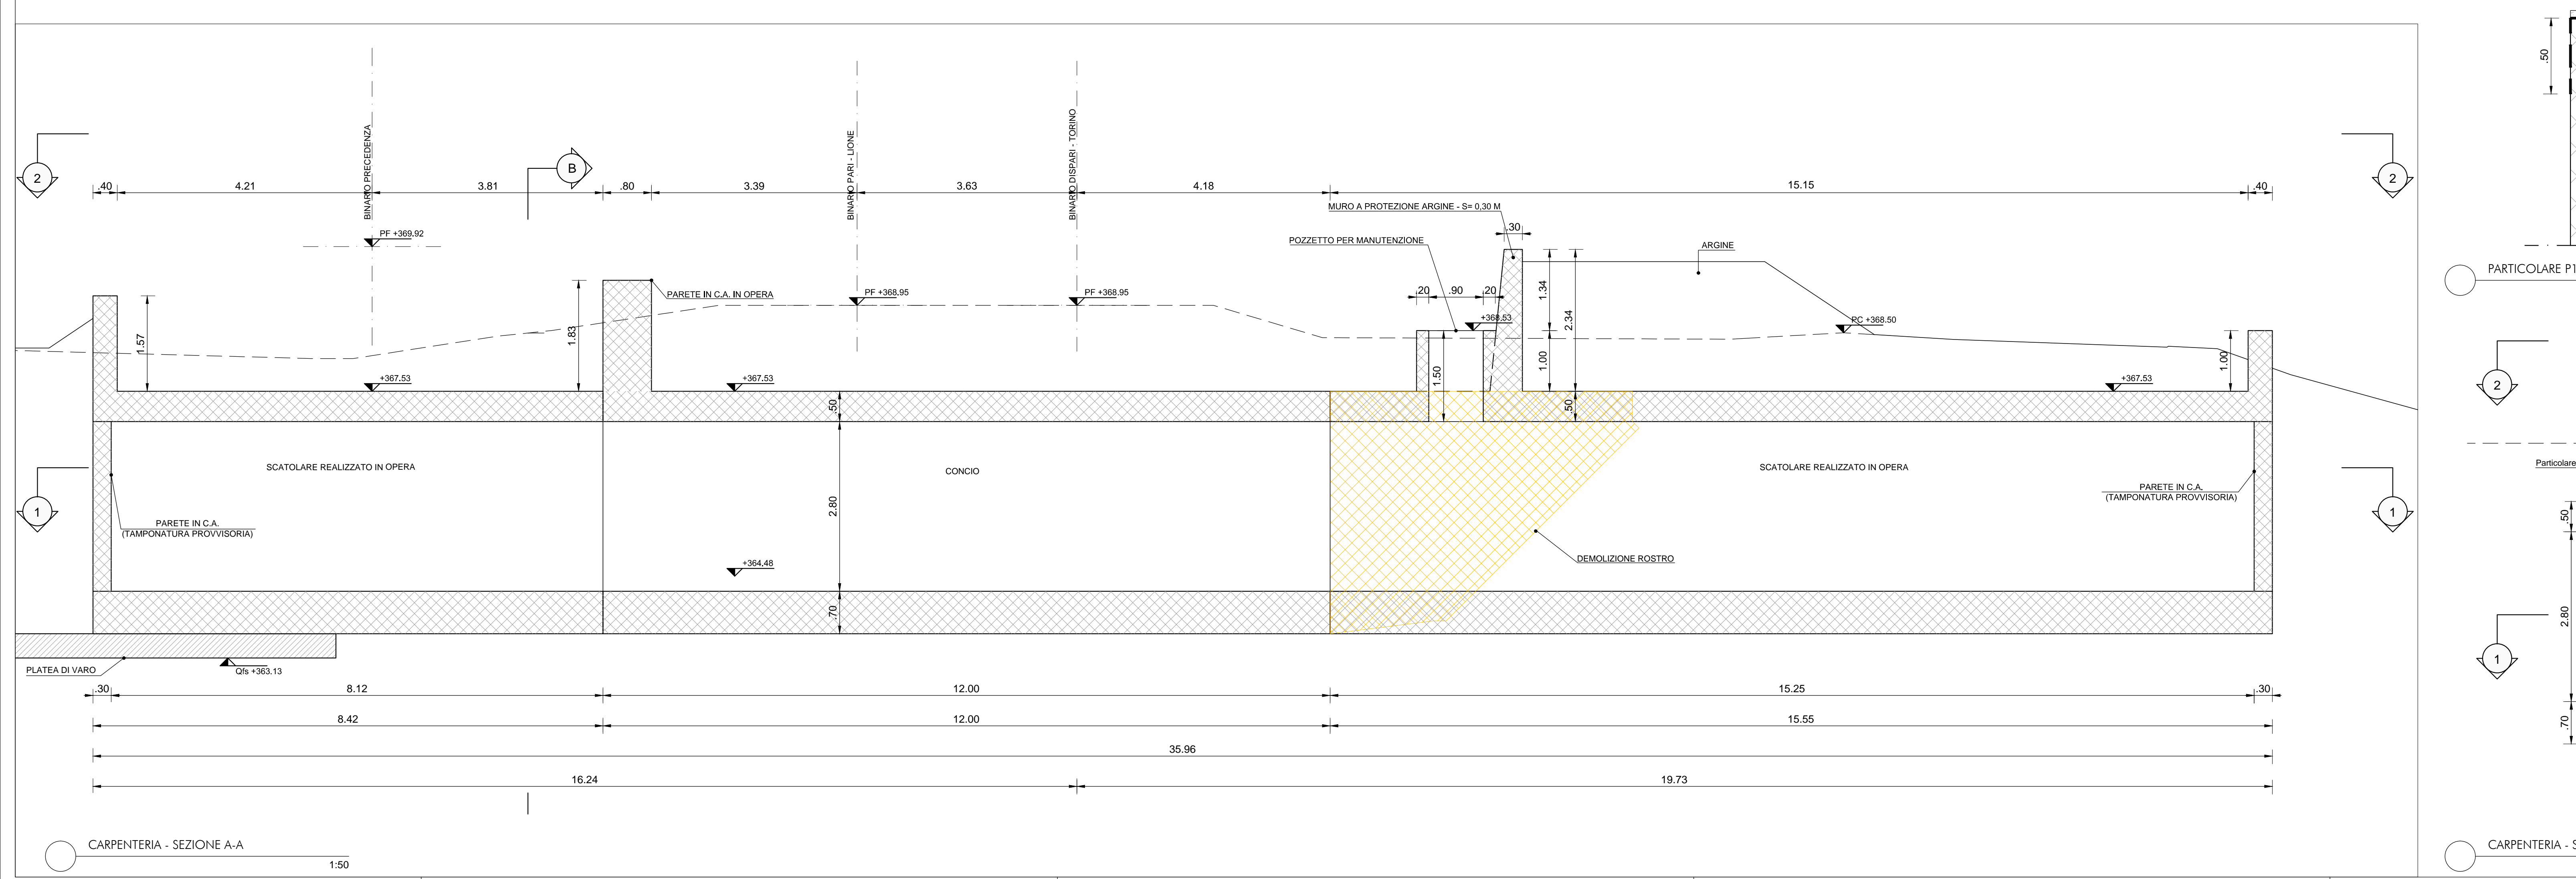 .50
BINARIO PRECEDENZA
BINARIO PARI - LIONE
BINARIO DISPARI - TORINO
2
B
2
.40
4.21
3.81
.80
3.39
3.63
4.18
15.15
.40
MURO A PROTEZIONE ARGINE - S= 0,30 M
.30
PF +369.92
POZZETTO PER MANUTENZIONE
ARGINE
PARTICOLARE P1
PARETE IN C.A. IN OPERA
PF +368.95
PF +368.95
.20
.90
.20
1.34
2.34
+368.53
PC +368.50
1.57
1.83
1.50
1.00
1.00
+367.53
+367.53
+367.53
2
.50
.50
SCATOLARE REALIZZATO IN OPERA
CONCIO
SCATOLARE REALIZZATO IN OPERA
Particolare
1
PARETE IN C.A.
(TAMPONATURA PROVVISORIA)
2.80
PARETE IN C.A.
(TAMPONATURA PROVVISORIA)
1
.50
+364.48
DEMOLIZIONE ROSTRO
.70
2.80
1
.70
PLATEA DI VARO
Qfs +363.13
.30
8.12
12.00
15.25
.30
8.42
12.00
15.55
35.96
16.24
19.73
CARPENTERIA - SEZIONE A-A
1:50
CARPENTERIA - S